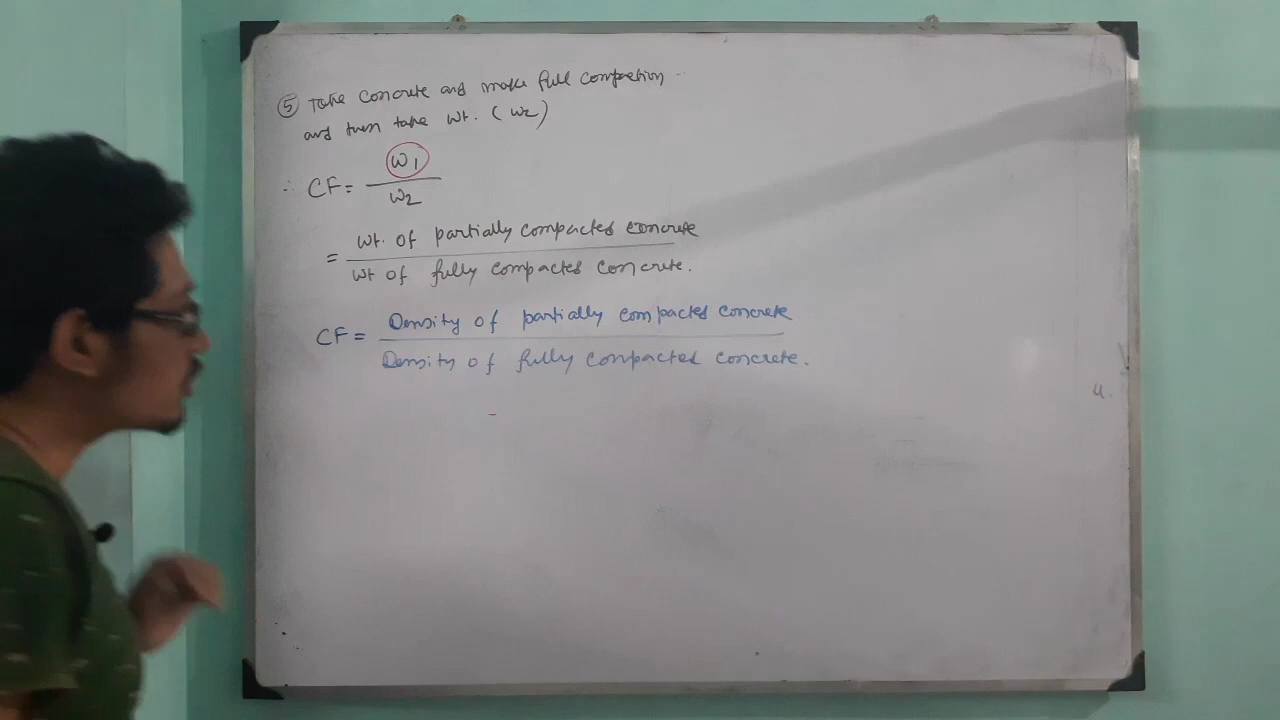 ⑤ Take Concrete and make full compaction
and then take wt. (W2)
∴ CF = W1
W2
= Wt. of partially compacted concrete
Wt of fully compacted concrete.
CF = Density of partially compacted concrete
Density of fully compacted concrete.
4.